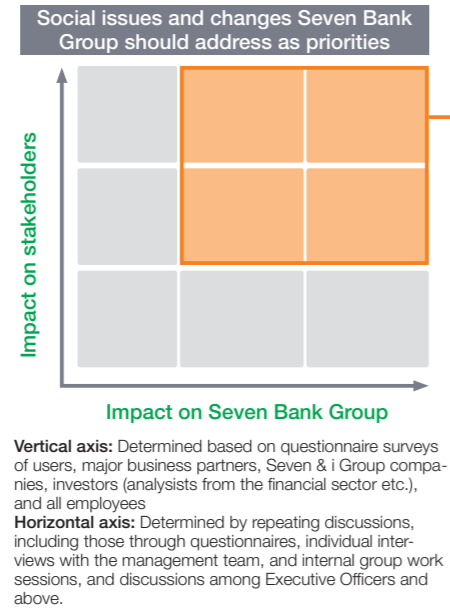 Social issues and changes Seven Bank
Group should address as priorities
Impact on stakeholders
Impact on Seven Bank Group
Vertical axis: Determined based on questionnaire surveys
of users, major business partners, Seven & i Group compa-
nies, investors (analysists from the financial sector etc.),
and all employees
Horizontal axis: Determined by repeating discussions,
including those through questionnaires, individual inter-
views with the management team, and internal group work
sessions, and discussions among Executive Officers and
above.